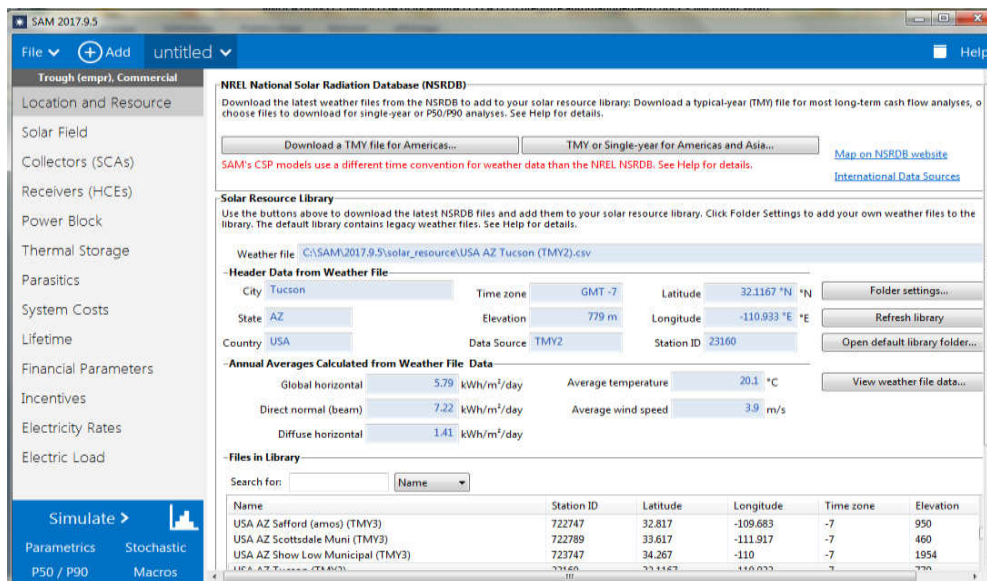 SAM 2017.9.5
File
Add
untitled
Help
Trough (empr), Commercial
Location and Resource
Solar Field
Collectors (SCAs)
Receivers (HCEs)
Power Block
Thermal Storage
Parasitics
System Costs
Lifetime
Financial Parameters
Incentives
Electricity Rates
Electric Load
Simulate >
Parametrics Stochastic
P50 / P90 Macros
NREL National Solar Radiation Database (NSRDB)
Download the latest weather files from the NSRDB to add to your solar resource library: Download a typical-year (TMY) file for most long-term cash flow analyses, o
choose files to download for single-year or P50/P90 analyses. See Help for details.
Download a TMY file for Americas... TMY or Single-year for Americas and Asia...
Map on NSRDB website
SAM's CSP models use a different time convention for weather data than the NREL NSRDB. See Help for details.
International Data Sources
Solar Resource Library
Use the buttons above to download the latest NSRDB files and add them to your solar resource library. Click Folder Settings to add your own weather files to the
library. The default library contains legacy weather files. See Help for details.
Weather file C:\SAM\2017.9.5\solar_resource\USA AZ Tucson (TMY2).csv
Header Data from Weather File
City Tucson Time zone GMT -7 Latitude 32.1167 °N °N Folder settings...
State AZ Elevation 779 m Longitude -110.933 °E °E Refresh library
Country USA Data Source TMY2 Station ID 23160 Open default library folder...
Annual Averages Calculated from Weather File Data
Global horizontal 5.79 kWh/m²/day Average temperature 20.1 °C View weather file data...
Direct normal (beam) 7.22 kWh/m²/day Average wind speed 3.9 m/s
Diffuse horizontal 1.41 kWh/m²/day
Files in Library
Search for: Name
Name Station ID Latitude Longitude Time zone Elevation
USA AZ Safford (amos) (TMY3) 722747 32.817 -109.683 -7 950
USA AZ Scottsdale Muni (TMY3) 722789 33.617 -111.917 -7 460
USA AZ Show Low Municipal (TMY3) 723747 34.267 -110 -7 1954
USA AZ Tucson (TMY2) 23160 32.1167 -110.933 -7 779